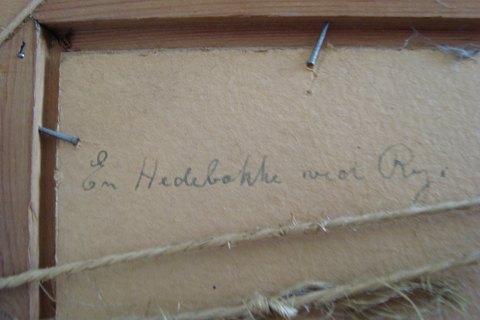 En Hedebakke ved Ry.